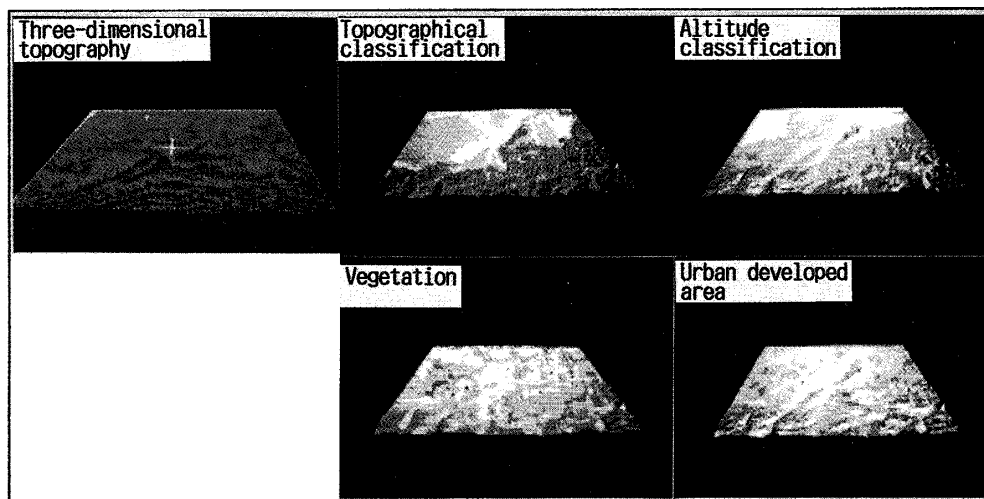 Three-dimensional
topography
Topographical
classification
Altitude
classification
Vegetation
Urban developed
area